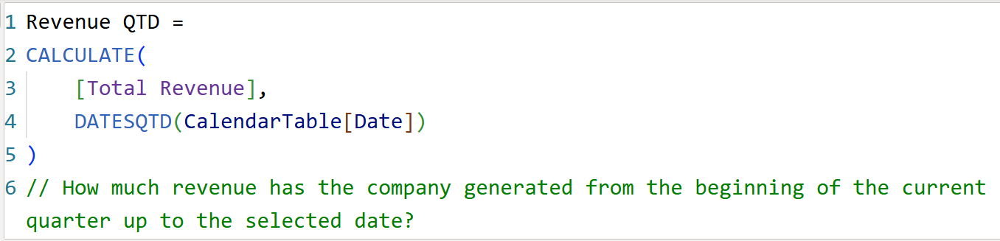 1 Revenue QTD =
2 CALCULATE(
3 [Total Revenue],
4 DATESQTD(CalendarTable[Date])
5 )
6 // How much revenue has the company generated from the beginning of the current
quarter up to the selected date?